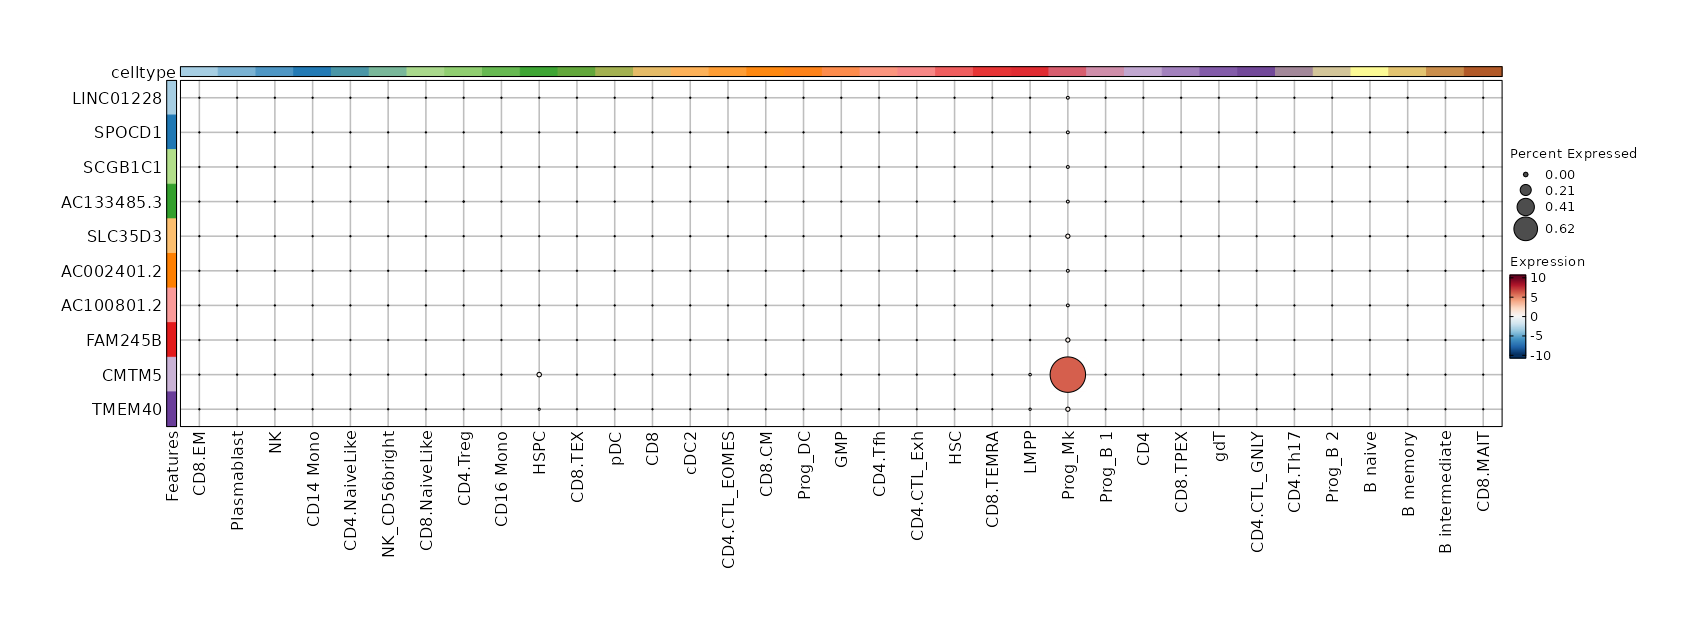 celltype
LINC01228
SPOCD1
SCGB1C1
AC133485.3
SLC35D3
AC002401.2
AC100801.2
FAM245B
CMTM5
TMEM40
Features
CD8.EM
Plasmablast
NK
CD14 Mono
CD4.NaiveLike
NK_CD56bright
CD8.NaiveLike
CD4.Treg
CD16 Mono
HSPC
CD8.TEX
pDC
CD8
cDC2
CD4.CTL_EOMES
CD8.CM
Prog_DC
GMP
CD4.Tfh
CD4.CTL_Exh
HSC
CD8.TEMRA
LMPP
Prog_Mk
Prog_B 1
CD4
CD8.TPEX
gdT
CD4.CTL_GNLY
CD4.Th17
Prog_B 2
B naive
B memory
B intermediate
CD8.MAIT
Percent Expressed
0.00
0.21
0.41
0.62
Expression
10
5
0
-5
-10